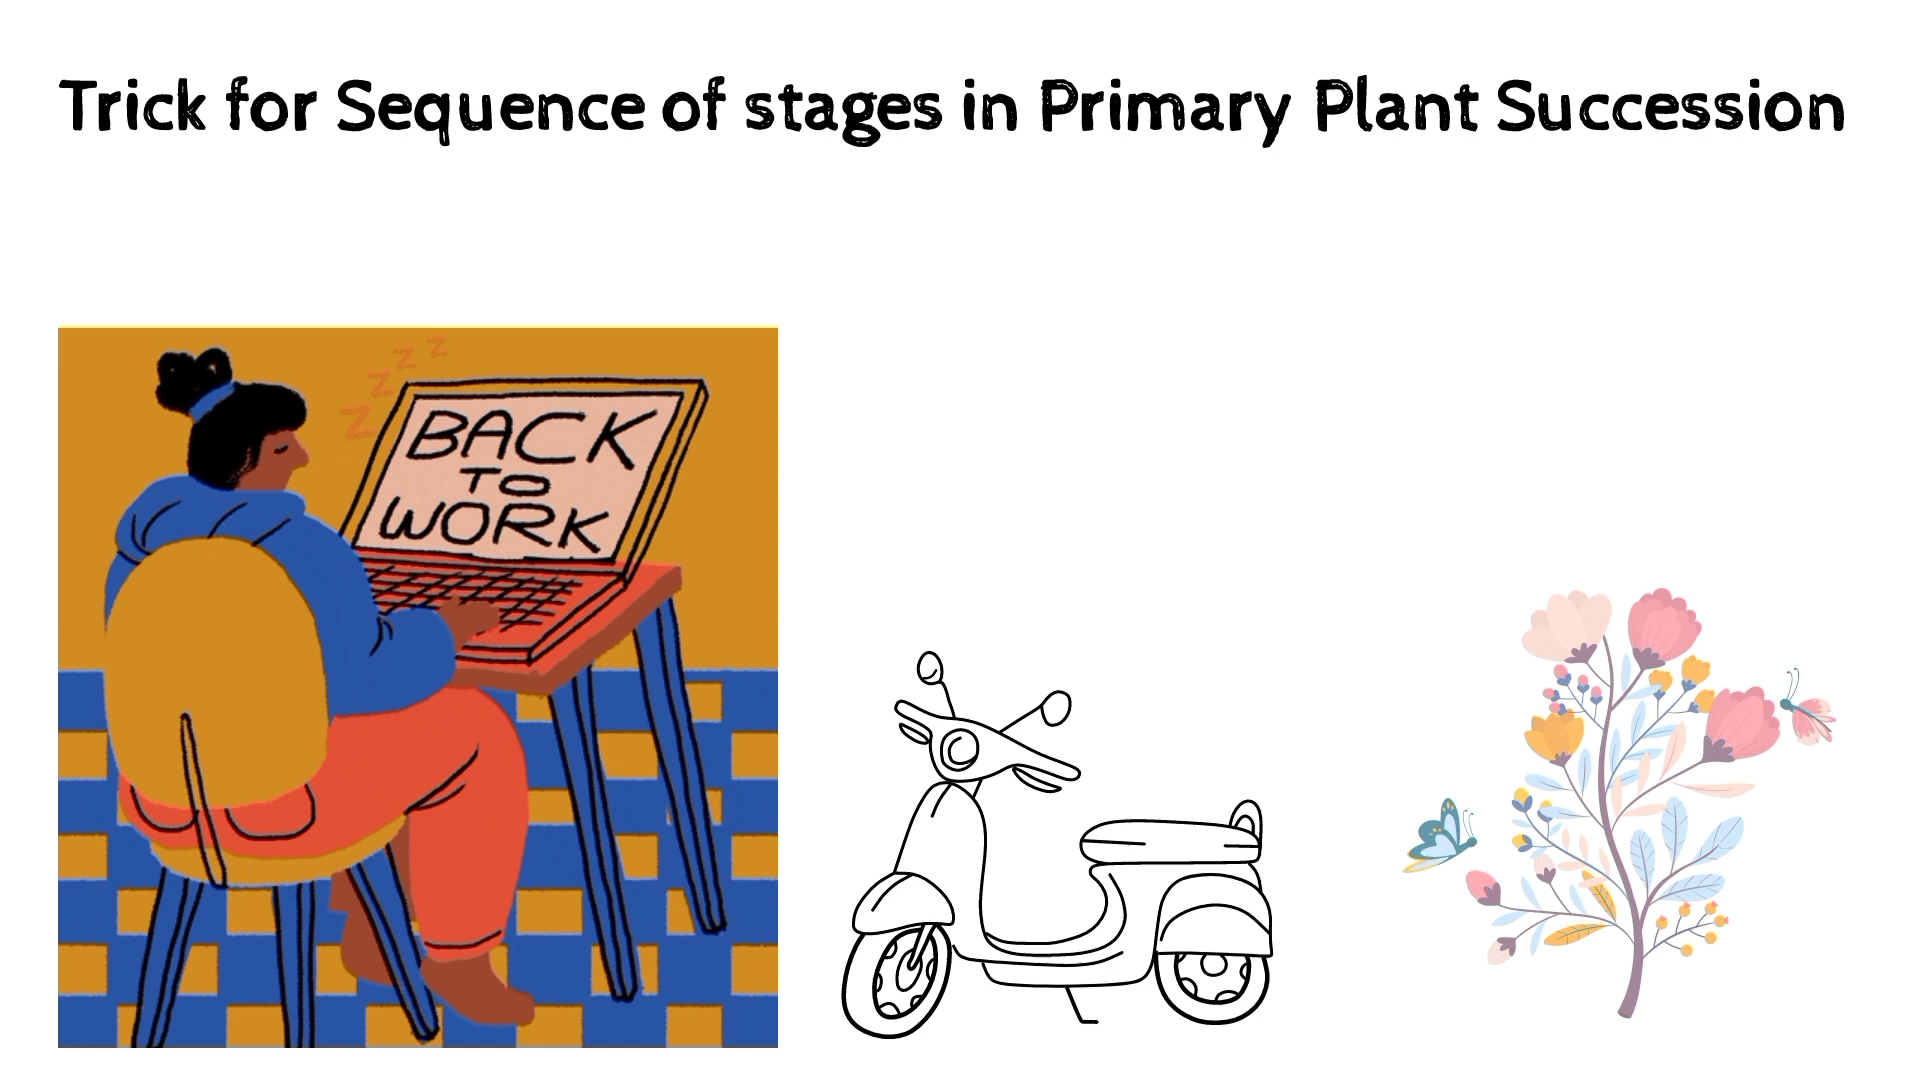 Trick for Sequence of stages in Primary Plant Succession
z z
z
z
BACK
TO
WORK